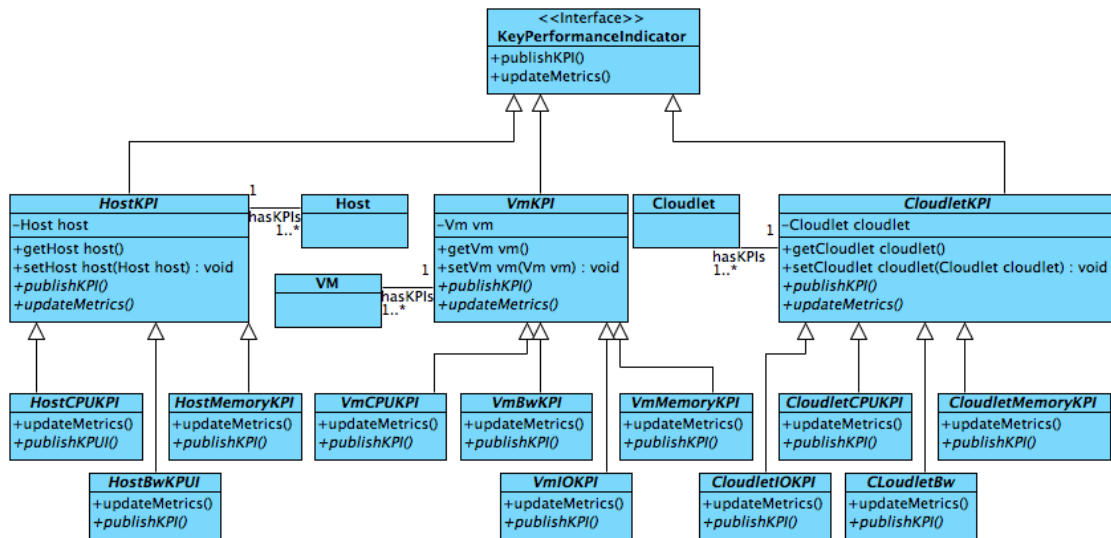 <<Interface>>
KeyPerformanceIndicator
+publishKPI()
+updateMetrics()
HostKPI
-Host host
+getHost host()
+setHost host(Host host) : void
+publishKPI()
+updateMetrics()
1
hasKPIs
1..*
Host
VM
1
hasKPIs
1..*
VmKPI
-Vm vm
+getVm vm()
+setVm vm(Vm vm) : void
+publishKPI()
+updateMetrics()
Cloudlet
1
hasKPIs
1..*
CloudletKPI
-Cloudlet cloudlet
+getCloudlet cloudlet()
+setCloudlet cloudlet(Cloudlet cloudlet) : void
+publishKPI()
+updateMetrics()
HostCPUKPI
+updateMetrics()
+publishKPUI()
HostMemoryKPI
+updateMetrics()
+publishKPI()
VmCPUKPI
+updateMetrics()
+publishKPI()
VmBwKPI
+updateMetrics()
+publishKPI()
VmMemoryKPI
+updateMetrics()
+publishKPI()
CloudletCPUKPI
+updateMetrics()
+publishKPI()
CloudletMemoryKPI
+updateMetrics()
+publishKPI()
HostBwKPUI
+updateMetrics()
+publishKPI()
VmIOKPI
+updateMetrics()
+publishKPI()
CloudletIOKPI
+updateMetrics()
+publishKPI()
CLoudletBw
+updateMetrics()
+publishKPI()